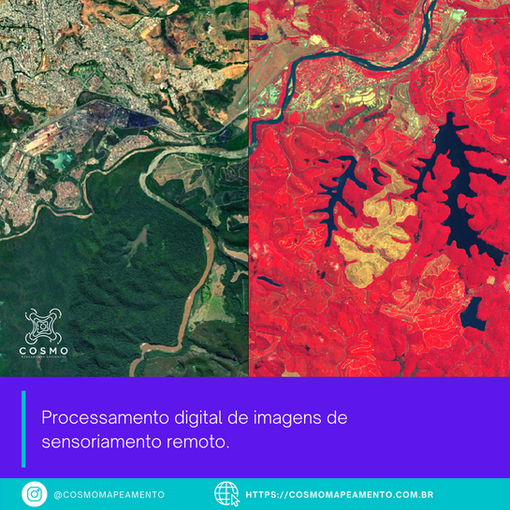 COSMO
Processamento digital de imagens de
sensoriamento remoto.
@COSMOMAPEAMENTO
HTTPS://COSMOMAPEAMENTO.COM.BR